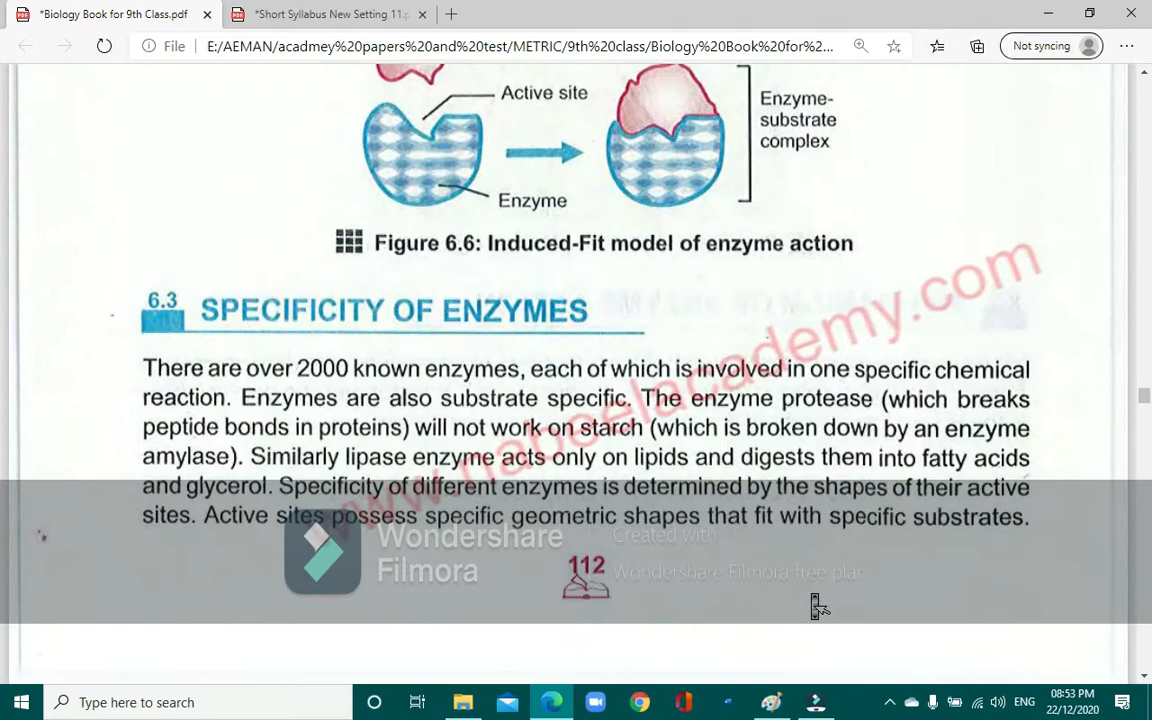 *Biology Book for 9th Class.pdf
*Short Syllabus New Setting 11.p
File
E:/AEMAN/acadmey%20papers%20and%20test/METRIC/9th%20class/Biology%20Book%20for%2...
Not syncing
Active site
Enzyme
Enzyme-
substrate
complex
Figure 6.6: Induced-Fit model of enzyme action
6.3
SPECIFICITY OF ENZYMES
There are over 2000 known enzymes, each of which is involved in one specific chemical
reaction. Enzymes are also substrate specific. The enzyme protease (which breaks
peptide bonds in proteins) will not work on starch (which is broken down by an enzyme
amylase). Similarly lipase enzyme acts only on lipids and digests them into fatty acids
and glycerol. Specificity of different enzymes is determined by the shapes of their active
sites. Active sites possess specific geometric shapes that fit with specific substrates.
www.nabeelacademy.com
112
Wondershare
Filmora
Created with
Wondershare Filmora free plan
Type here to search
ENG
08:53 PM
22/12/2020